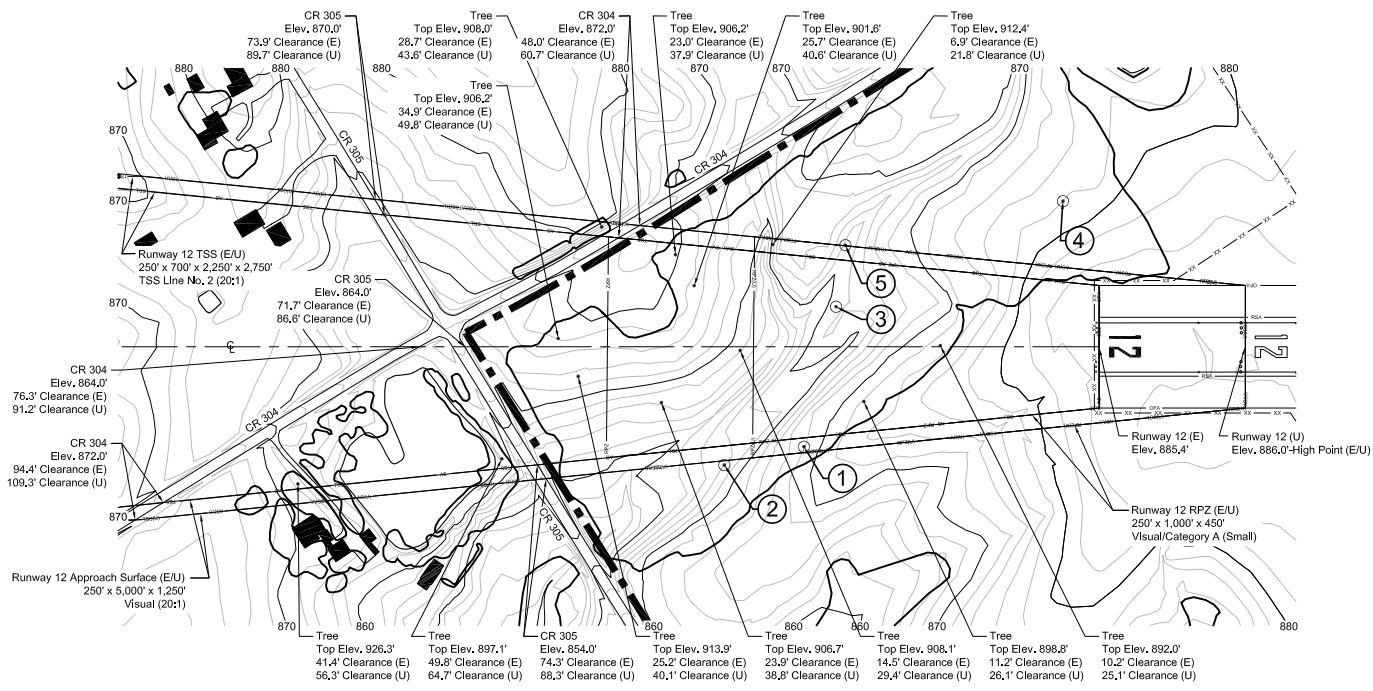 CR 305
Elev. 870.0'
73.9' Clearance (E)
89.7' Clearance (U)
Tree
Top Elev. 908.0'
28.7' Clearance (E)
43.6' Clearance (U)
CR 304
Elev. 872.0'
48.0' Clearance (E)
60.7' Clearance (U)
Tree
Top Elev. 906.2'
23.0' Clearance (E)
37.9' Clearance (U)
Tree
Top Elev. 901.6'
25.7' Clearance (E)
40.6' Clearance (U)
Tree
Top Elev. 912.4'
6.9' Clearance (E)
21.8' Clearance (U)
880
880
880
880
870
870
870
880
Tree
Top Elev. 906.2'
34.9' Clearance (E)
49.8' Clearance (U)
870
CR 305
CR 304
870
Runway 12 TSS (E/U)
250' x 700' x 2,250' x 2,750'
TSS Line No. 2 (20:1)
4
5
3
CR 305
Elev. 864.0'
71.7' Clearance (E)
86.6' Clearance (U)
870
RPZ
RSA
12
12
CR 304
Elev. 864.0'
76.3' Clearance (E)
91.2' Clearance (U)
RSA
CR 304
OFA
CR 304
Elev. 872.0'
94.4' Clearance (E)
109.3' Clearance (U)
Runway 12 (E)
Elev. 885.4'
Runway 12 (U)
Elev. 886.0'-High Point (E/U)
1
2
870
CR 305
Runway 12 RPZ (E/U)
250' x 1,000' x 450'
Visual/Category A (Small)
Runway 12 Approach Surface (E/U)
250' x 5,000' x 1,250'
Visual (20:1)
870
860
860
860
860
870
880
Tree
Top Elev. 926.3'
41.4' Clearance (E)
56.3' Clearance (U)
Tree
Top Elev. 897.1'
49.8' Clearance (E)
64.7' Clearance (U)
CR 305
Elev. 854.0'
74.3' Clearance (E)
88.3' Clearance (U)
Tree
Top Elev. 913.9'
25.2' Clearance (E)
40.1' Clearance (U)
Tree
Top Elev. 906.7'
23.9' Clearance (E)
38.8' Clearance (U)
Tree
Top Elev. 908.1'
14.5' Clearance (E)
29.4' Clearance (U)
Tree
Top Elev. 898.8'
11.2' Clearance (E)
26.1' Clearance (U)
Tree
Top Elev. 892.0'
10.2' Clearance (E)
25.1' Clearance (U)